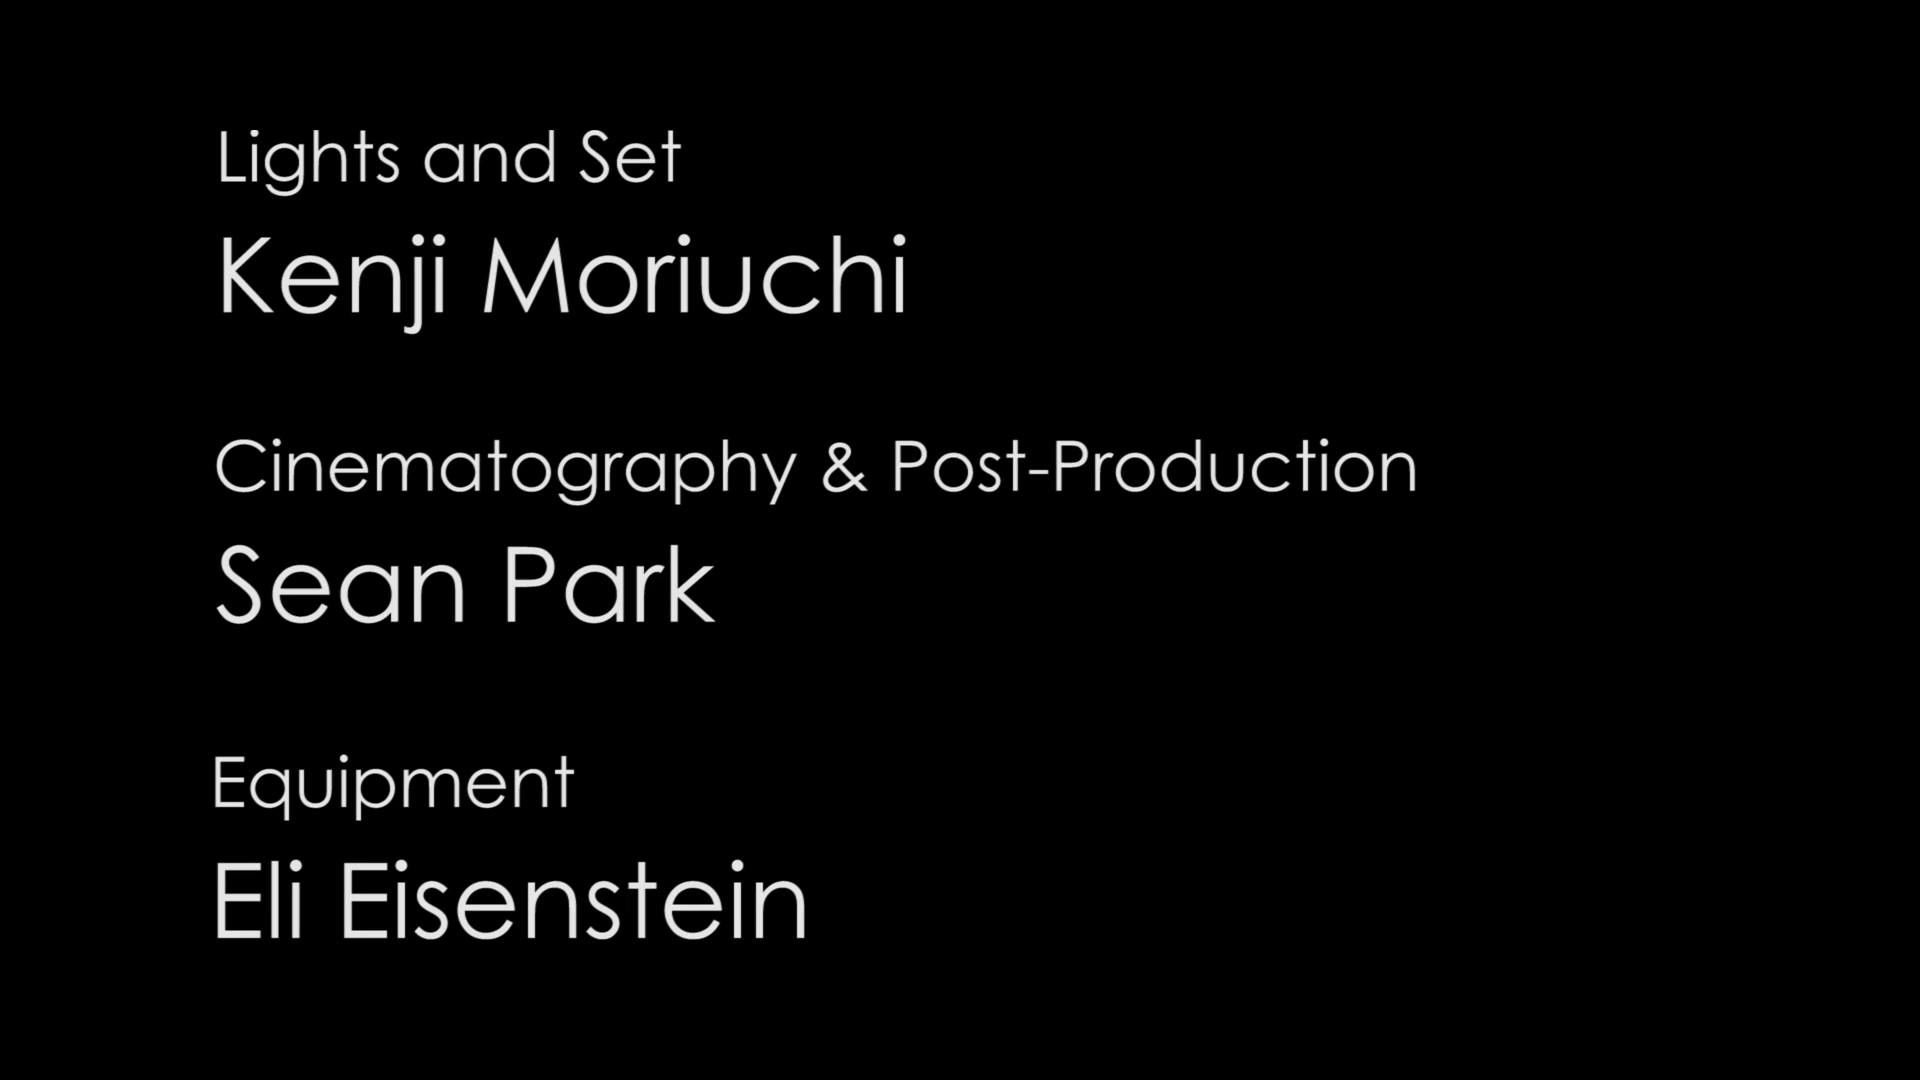 Lights and Set
Kenji Moriuchi
Cinematography & Post-Production
Sean Park
Equipment
Eli Eisenstein